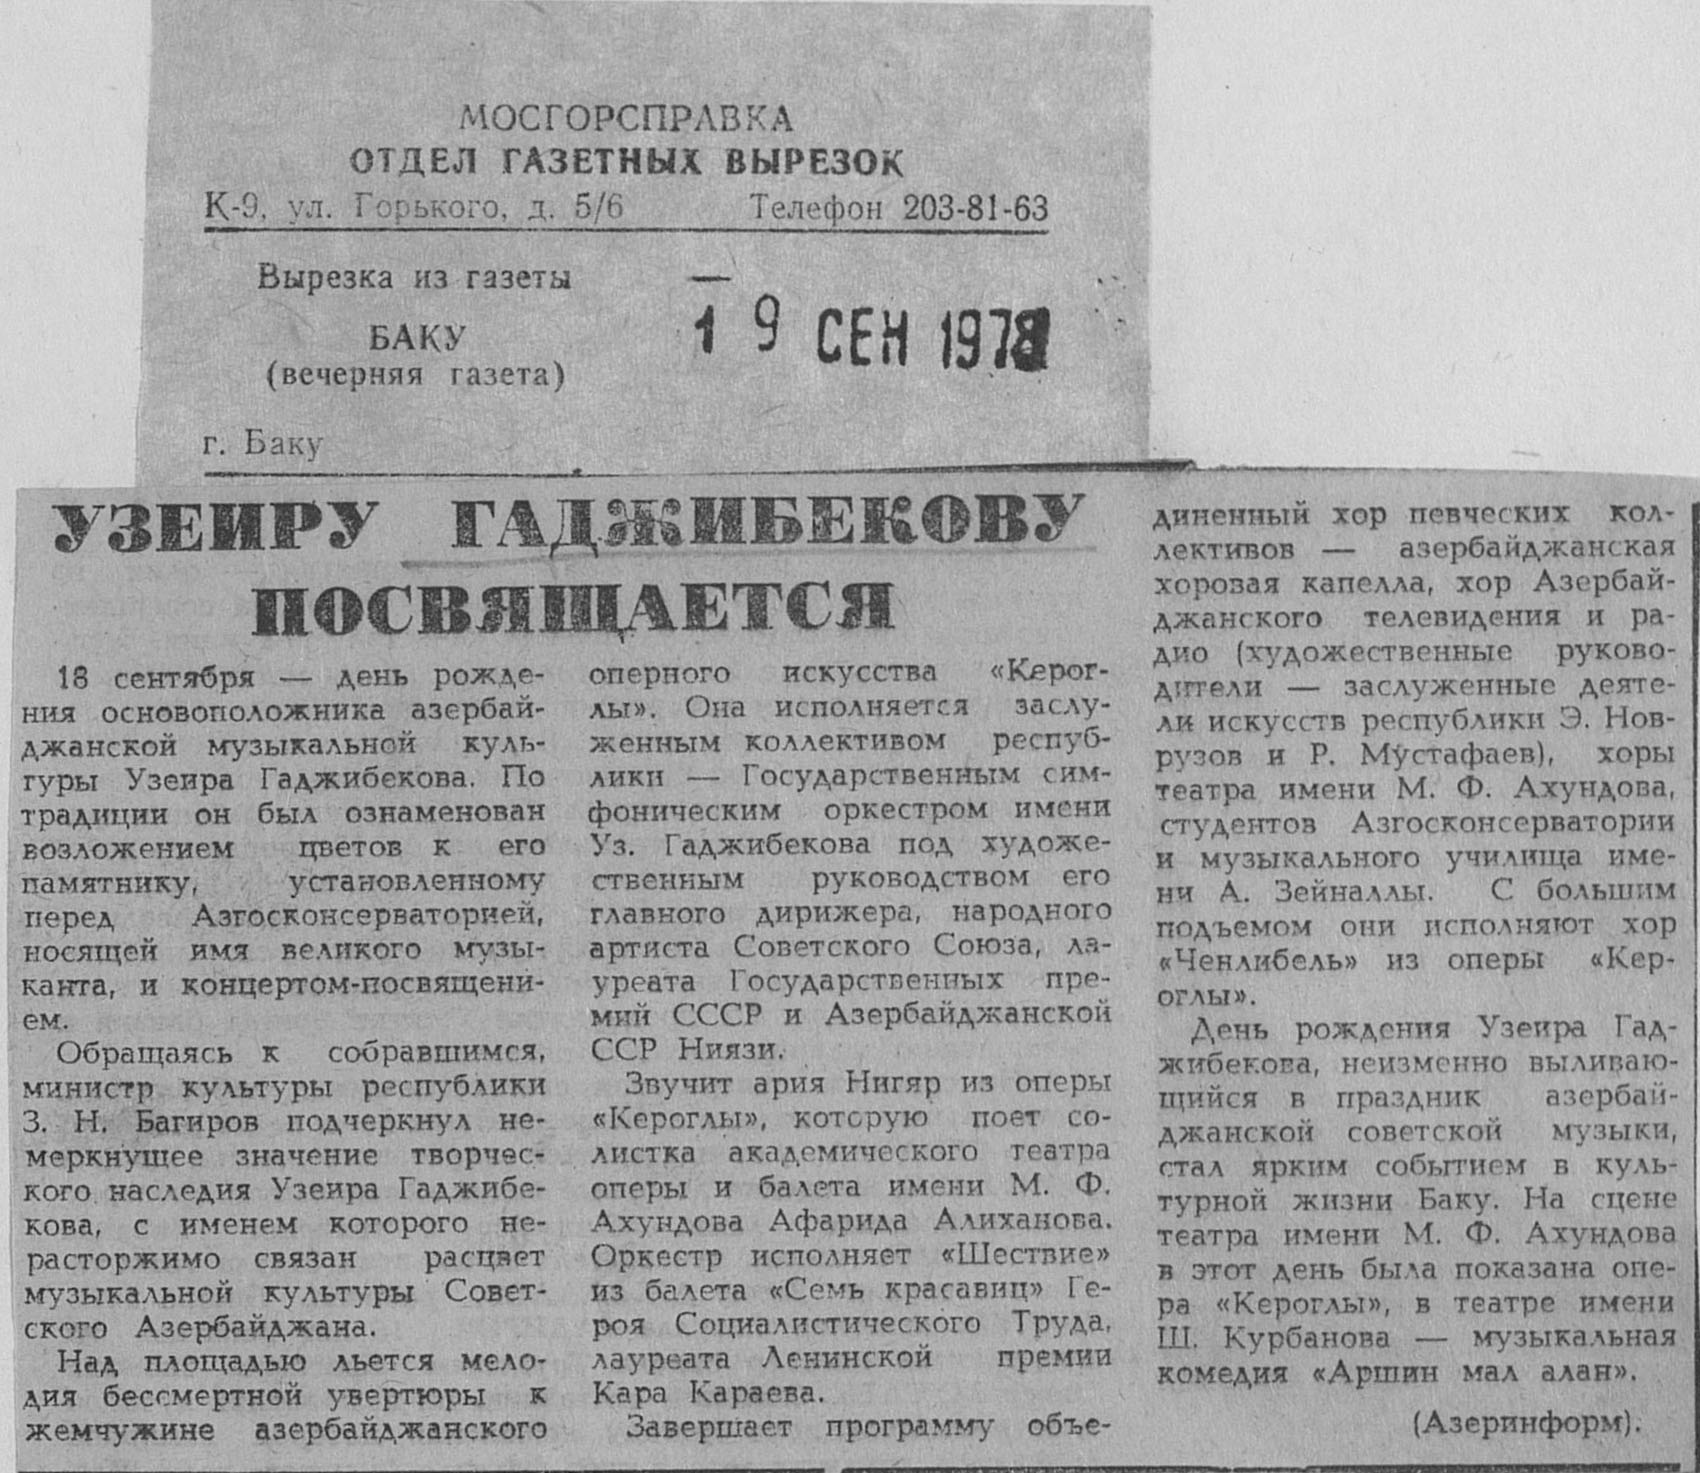 МОСГОРСПРАВКА
ОТДЕЛ ГАЗЕТНЫХ ВЫРЕЗОК
К-9, ул. Горького, д. 5/6 Телефон 203-81-63
Вырезка из газеты
БАКУ
(вечерняя газета)
1 9 СЕН 1978
г. Баку
УЗЕИРУ ГАДЖИБЕКОВУ
ПОСВЯЩАЕТСЯ
18 сентября — день рожде-
ния основоположника азербай-
джанской музыкальной куль-
туры Узеира Гаджибекова. По
традиции он был ознаменован
возложением цветов к его
памятнику, установленному
перед Азгосконсерваторией,
носящей имя великого музы-
канта, и концертом-посвящени-
ем.
Обращаясь к собравшимся,
министр культуры республики
З. Н. Багиров подчеркнул не-
меркнущее значение творчес-
кого наследия Узеира Гаджибе-
кова, с именем которого не-
расторжимо связан расцвет
музыкальной культуры Совет-
ского Азербайджана.
Над площадью льется мело-
дия бессмертной увертюры к
жемчужине азербайджанского
оперного искусства «Керог-
лы». Она исполняется заслу-
женным коллективом респуб-
лики — Государственным сим-
фоническим оркестром имени
Уз. Гаджибекова под художе-
ственным руководством его
главного дирижера, народного
артиста Советского Союза, ла-
уреата Государственных пре-
мий СССР и Азербайджанской
ССР Ниязи.
Звучит ария Нигяр из оперы
«Кероглы», которую поет со-
листка академического театра
оперы и балета имени М. Ф.
Ахундова Афарида Алиханова.
Оркестр исполняет «Шествие»
из балета «Семь красавиц» Ге-
роя Социалистического Труда,
лауреата Ленинской премии
Кара Караева.
Завершает программу объе-
диненный хор певческих кол-
лективов — азербайджанская
хоровая капелла, хор Азербай-
джанского телевидения и ра-
дио (художественные руково-
дители — заслуженные деяте-
ли искусств республики Э. Нов-
рузов и Р. Мустафаев), хоры
театра имени М. Ф. Ахундова,
студентов Азгосконсерватории
и музыкального училища име-
ни А. Зейналлы. С большим
подъемом они исполняют хор
«Ченлибель» из оперы «Кер-
оглы».
День рождения Узеира Гад-
жибекова, неизменно выливаю-
щийся в праздник азербай-
джанской советской музыки,
стал ярким событием в куль-
турной жизни Баку. На сцене
театра имени М. Ф. Ахундова
в этот день была показана опе-
ра «Кероглы», в театре имени
Ш. Курбанова — музыкальная
комедия «Аршин мал алан».
(Азеринформ).